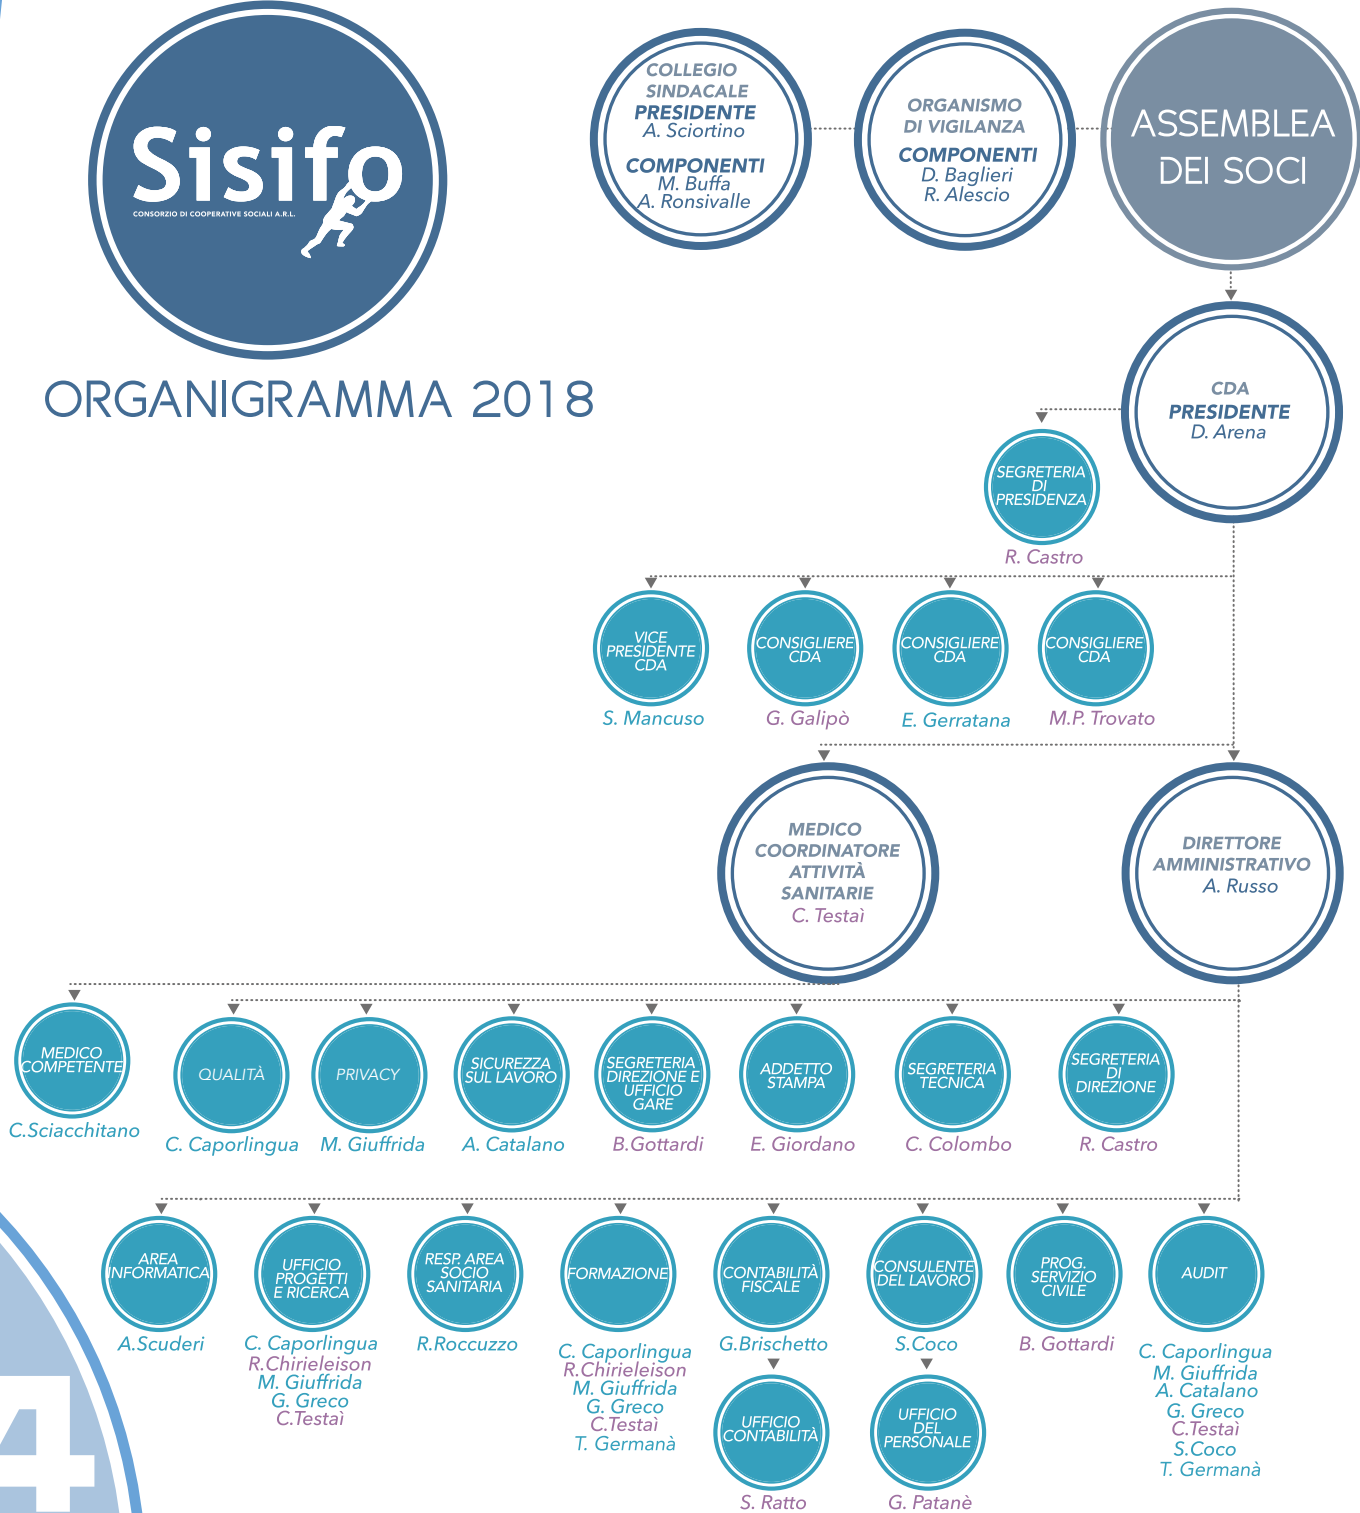 Sisifo
CONSORZIO DI COOPERATIVE SOCIALI A.R.L.
ORGANIGRAMMA 2018
COLLEGIO
SINDACALE
PRESIDENTE
A. Sciortino
COMPONENTI
M. Buffa
A. Ronsivalle
ORGANISMO
DI VIGILANZA
COMPONENTI
D. Baglieri
R. Alescio
ASSEMBLEA
DEI SOCI
CDA
PRESIDENTE
D. Arena
SEGRETERIA
DI
PRESIDENZA
R. Castro
VICE
PRESIDENTE
CDA
S. Mancuso
CONSIGLIERE
CDA
G. Galipò
CONSIGLIERE
CDA
E. Gerratana
CONSIGLIERE
CDA
M.P. Trovato
MEDICO
COORDINATORE
ATTIVITÀ
SANITARIE
C. Testaì
DIRETTORE
AMMINISTRATIVO
A. Russo
MEDICO
COMPETENTE
C.Sciacchitano
QUALITÀ
C. Caporlingua
PRIVACY
M. Giuffrida
SICUREZZA
SUL LAVORO
A. Catalano
SEGRETERIA
DIREZIONE E
UFFICIO
GARE
B.Gottardi
ADDETTO
STAMPA
E. Giordano
SEGRETERIA
TECNICA
C. Colombo
SEGRETERIA
DI
DIREZIONE
R. Castro
AREA
INFORMATICA
A.Scuderi
UFFICIO
PROGETTI
E RICERCA
C. Caporlingua
R.Chirieleison
M. Giuffrida
G. Greco
C.Testaì
RESP. AREA
SOCIO
SANITARIA
R.Roccuzzo
FORMAZIONE
C. Caporlingua
R.Chirieleison
M. Giuffrida
G. Greco
C.Testaì
T. Germanà
CONTABILITÀ
FISCALE
G.Brischetto
UFFICIO
CONTABILITÀ
S. Ratto
CONSULENTE
DEL LAVORO
S.Coco
UFFICIO
DEL
PERSONALE
G. Patanè
PROG.
SERVIZIO
CIVILE
B. Gottardi
AUDIT
C. Caporlingua
M. Giuffrida
A. Catalano
G. Greco
C.Testaì
S.Coco
T. Germanà
4